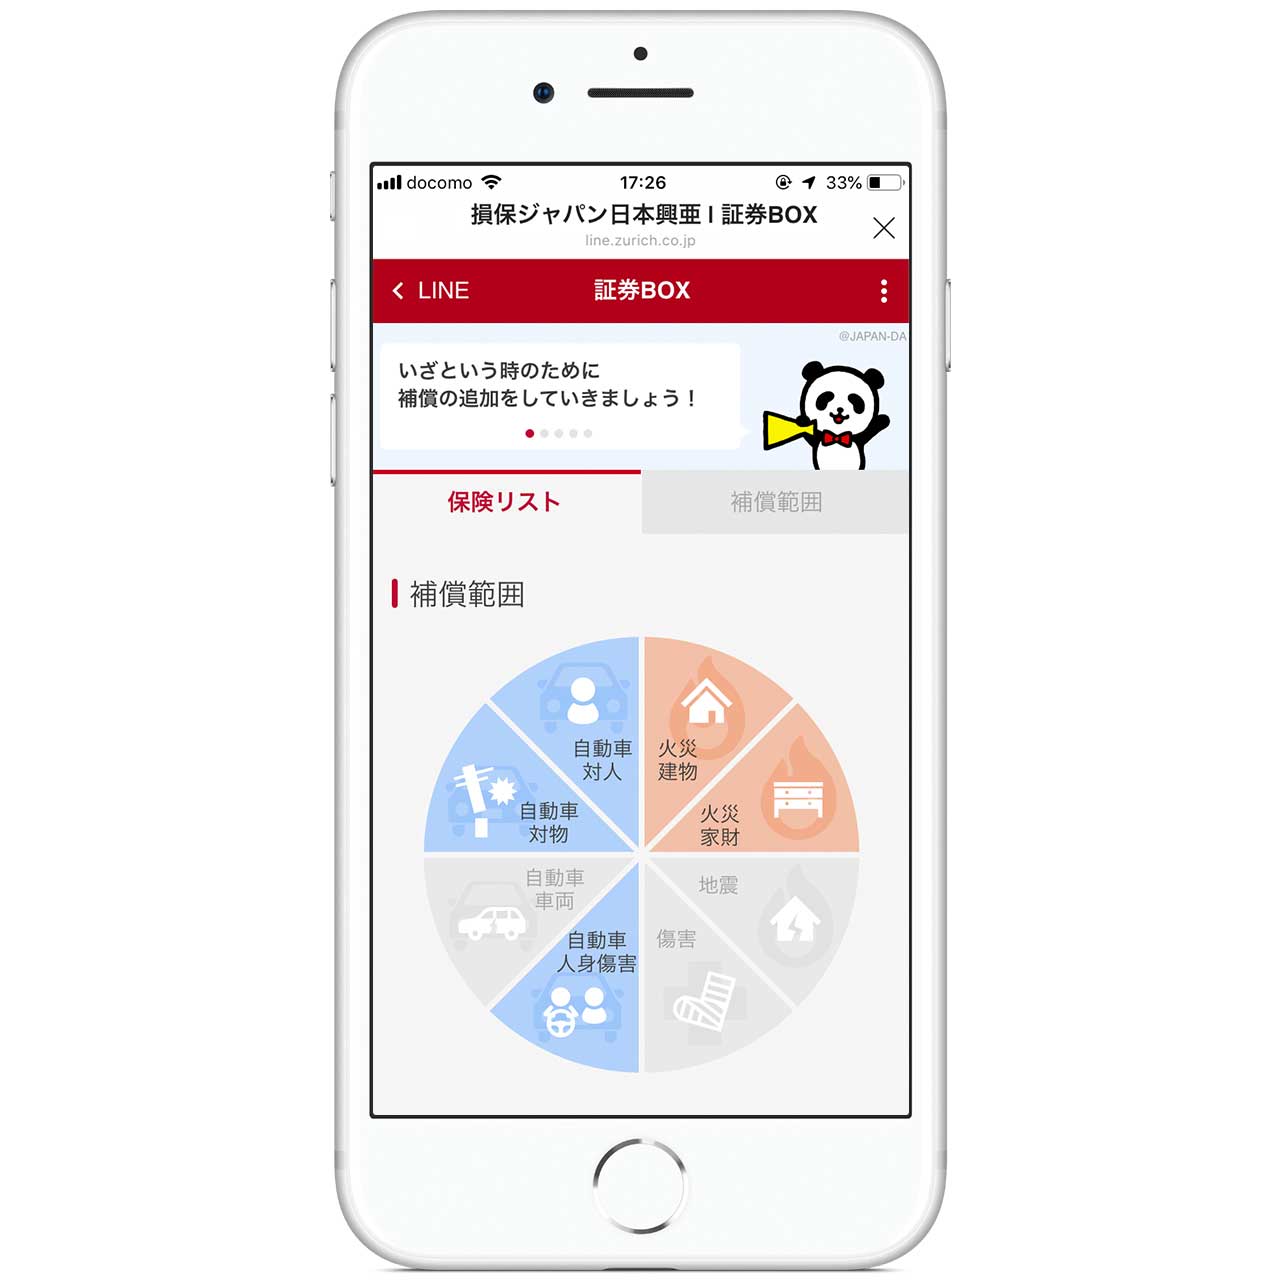 docomo 17:26 33%
損保ジャパン日本興亜 | 証券BOX
line.zurich.co.jp
LINE 証券BOX
@JAPAN-DA
いざという時のために
補償の追加をしていきましょう！
保険リスト 補償範囲
補償範囲
自動車
対人
火災
建物
自動車
対物
火災
家財
自動車
車両
地震
自動車
人身傷害
傷害